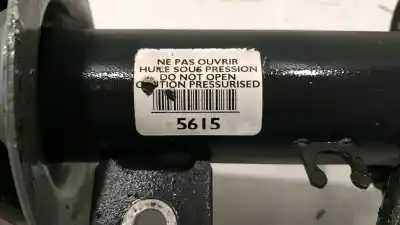 NE PAS OUVRIR
HUILE SOUS PRESSION
DO NOT OPEN
CAUTION PRESSURISED
5615